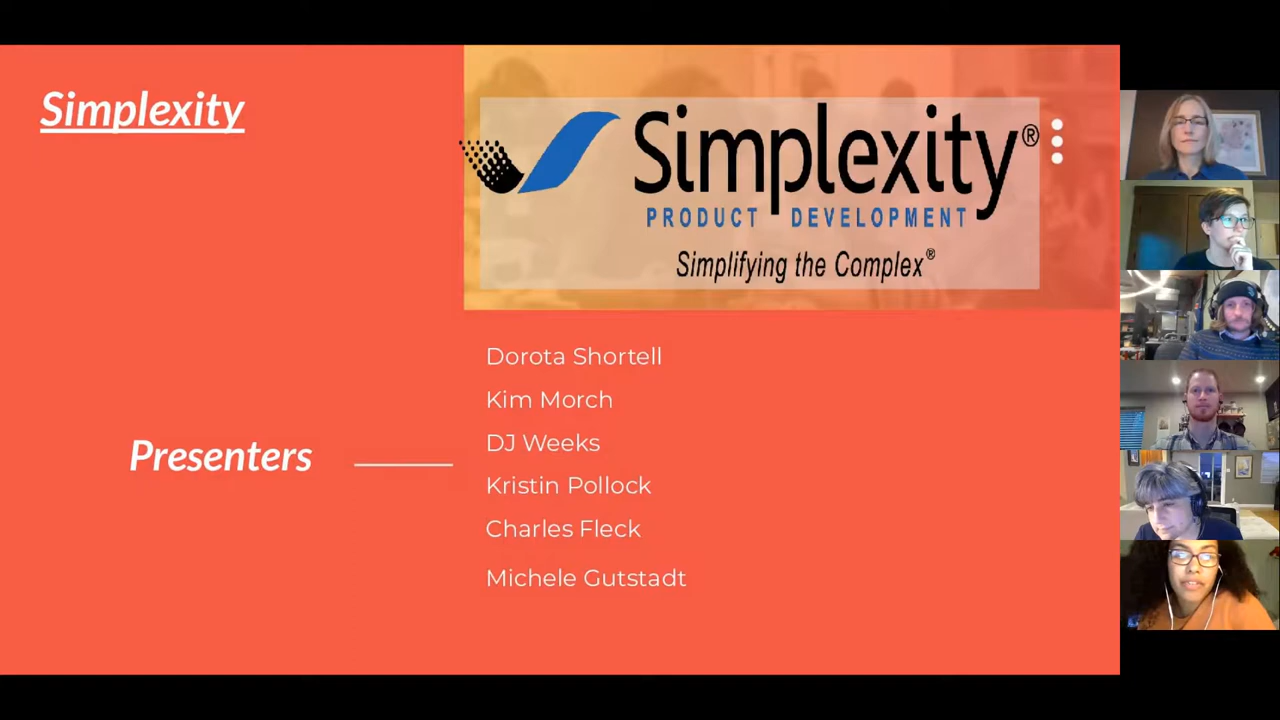 Simplexity
Simplexity®
PRODUCT DEVELOPMENT
Simplifying the Complex®
Presenters
Dorota Shortell
Kim Morch
DJ Weeks
Kristin Pollock
Charles Fleck
Michele Gutstadt